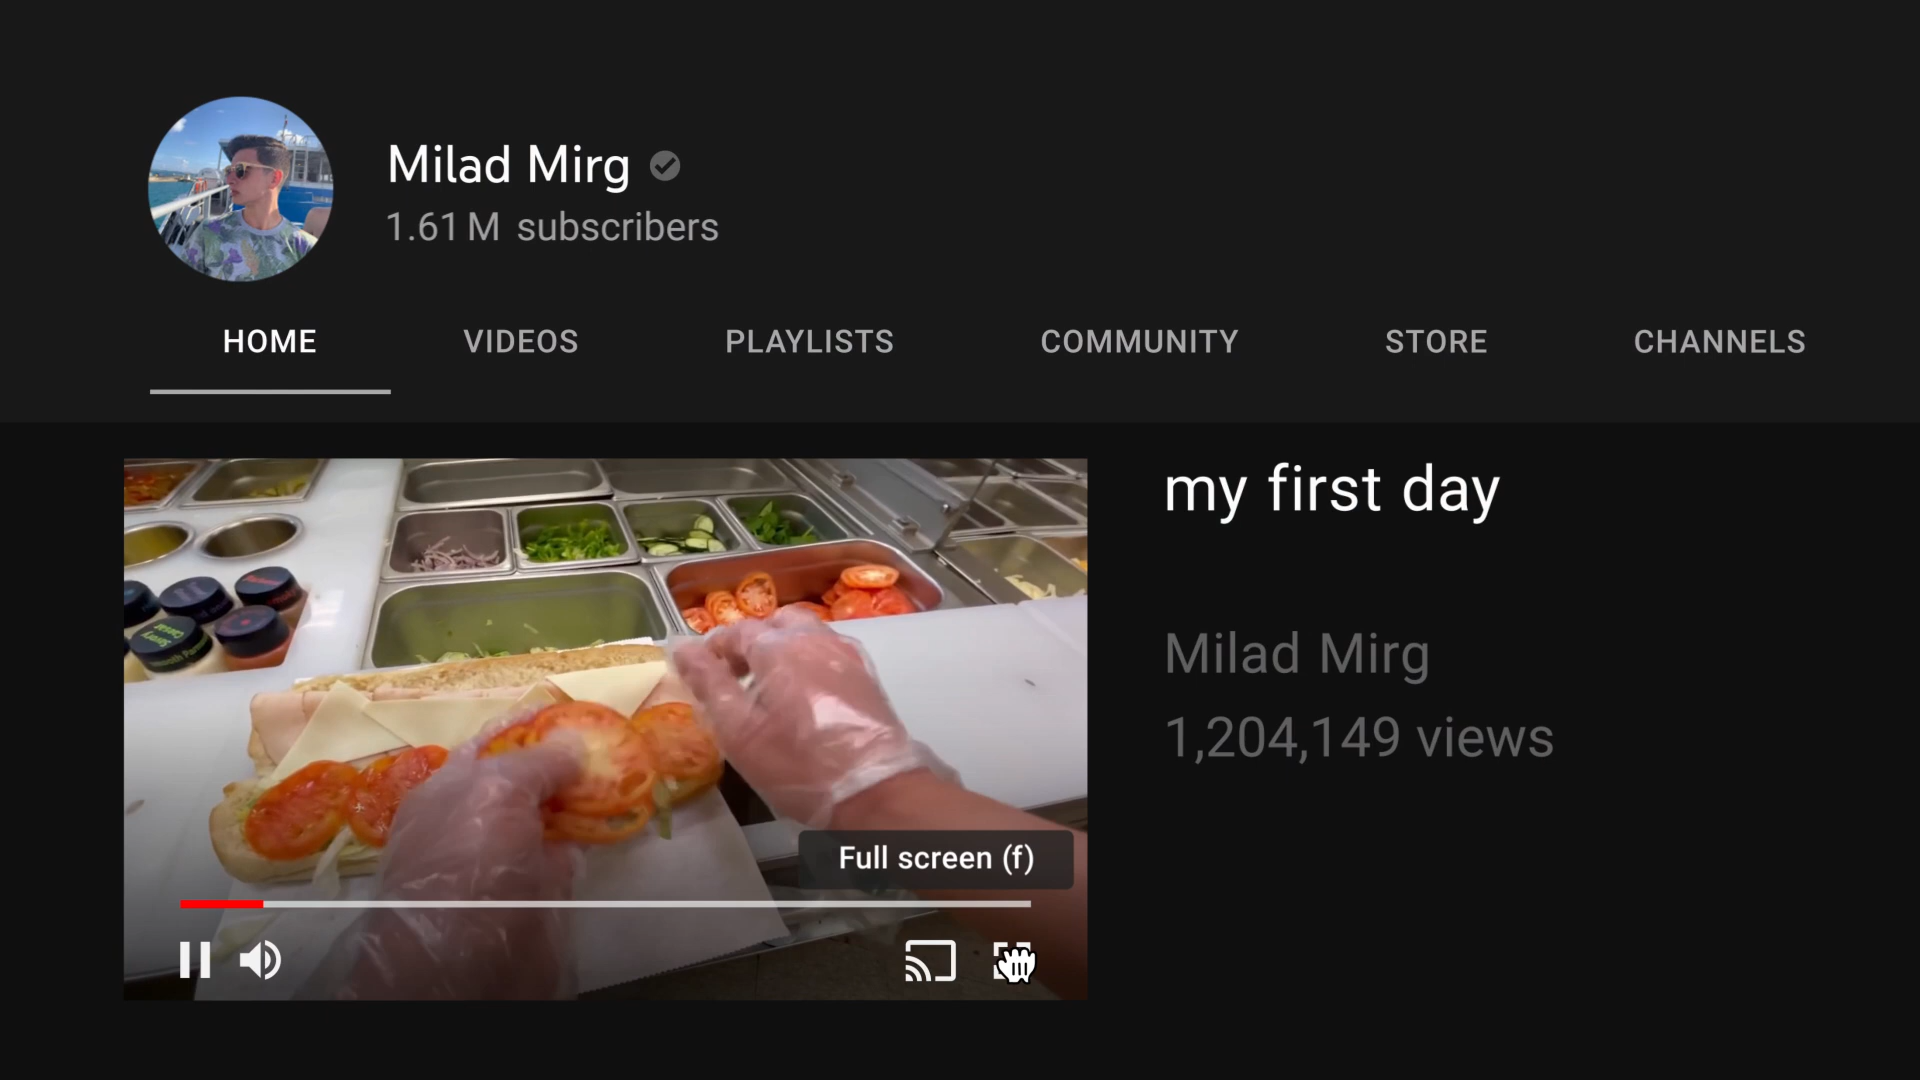 Milad Mirg
1.61 M subscribers
HOME VIDEOS PLAYLISTS COMMUNITY STORE CHANNELS
my first day
Milad Mirg
1,204,149 views
Full screen (f)